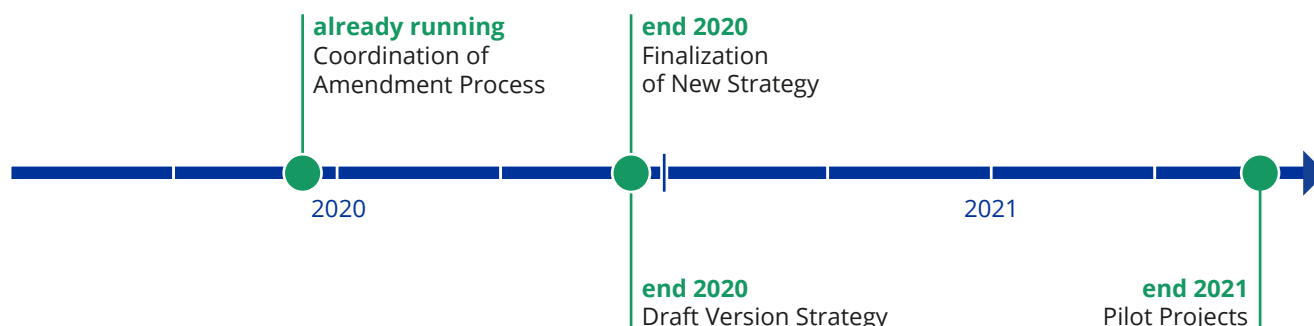 already running
Coordination of
Amendment Process
end 2020
Finalization
of New Strategy
2020
2021
end 2020
Draft Version Strategy
end 2021
Pilot Projects